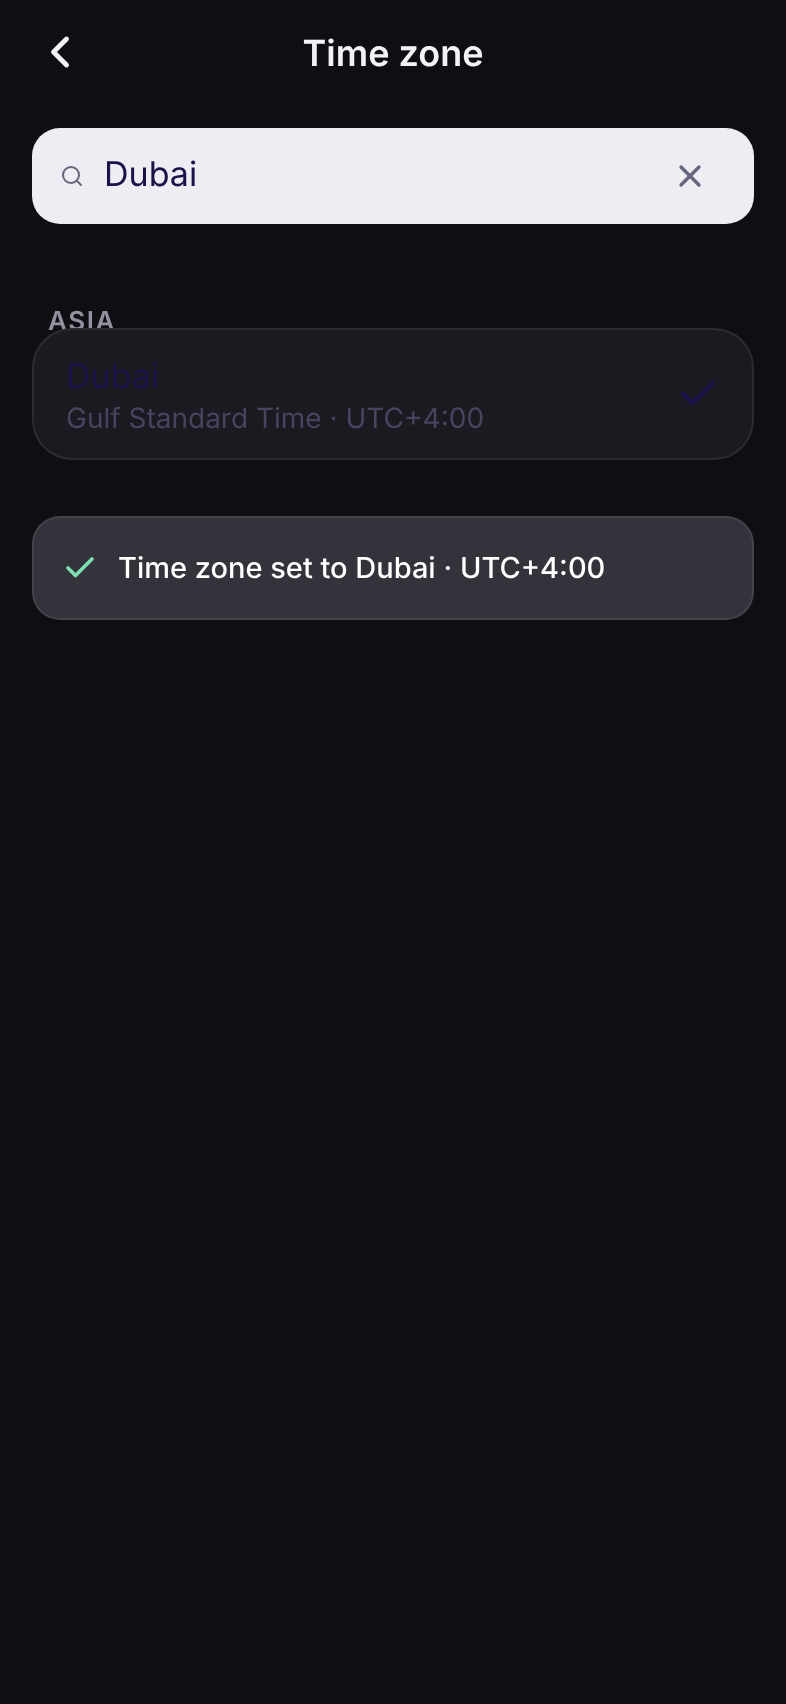 Time zone
Dubai
ASIA
Dubai
Gulf Standard Time · UTC+4:00
Time zone set to Dubai · UTC+4:00